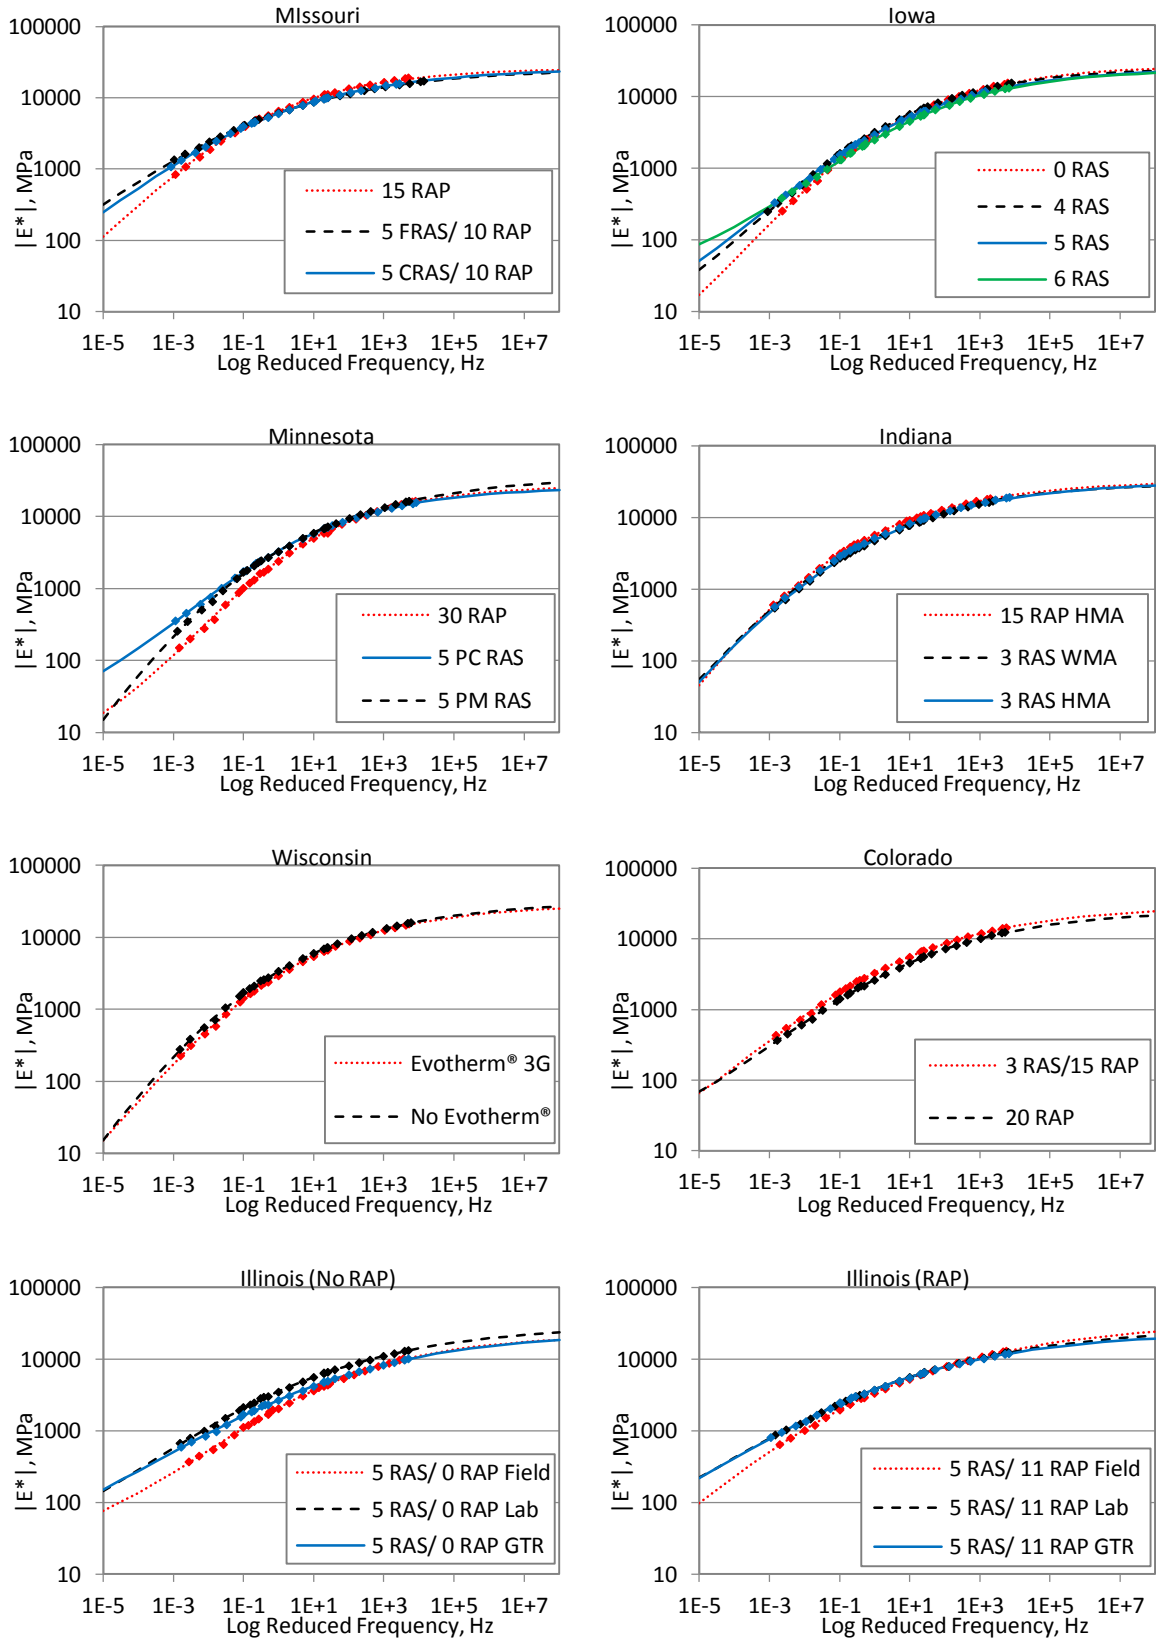 MIssouri
100000
10000
1000
100
10
|E*|, MPa
15 RAP
5 FRAS/ 10 RAP
5 CRAS/ 10 RAP
1E-5 1E-3 1E-1 1E+1 1E+3 1E+5 1E+7
Log Reduced Frequency, Hz
Iowa
100000
10000
1000
100
10
|E*|, MPa
0 RAS
4 RAS
5 RAS
6 RAS
1E-5 1E-3 1E-1 1E+1 1E+3 1E+5 1E+7
Log Reduced Frequency, Hz
Minnesota
100000
10000
1000
100
10
|E*|, MPa
30 RAP
5 PC RAS
5 PM RAS
1E-5 1E-3 1E-1 1E+1 1E+3 1E+5 1E+7
Log Reduced Frequency, Hz
Indiana
100000
10000
1000
100
10
|E*|, MPa
15 RAP HMA
3 RAS WMA
3 RAS HMA
1E-5 1E-3 1E-1 1E+1 1E+3 1E+5 1E+7
Log Reduced Frequency, Hz
Wisconsin
100000
10000
1000
100
10
|E*|, MPa
Evotherm® 3G
No Evotherm®
1E-5 1E-3 1E-1 1E+1 1E+3 1E+5 1E+7
Log Reduced Frequency, Hz
Colorado
100000
10000
1000
100
10
|E*|, MPa
3 RAS/15 RAP
20 RAP
1E-5 1E-3 1E-1 1E+1 1E+3 1E+5 1E+7
Log Reduced Frequency, Hz
Illinois (No RAP)
100000
10000
1000
100
10
|E*|, MPa
5 RAS/ 0 RAP Field
5 RAS/ 0 RAP Lab
5 RAS/ 0 RAP GTR
1E-5 1E-3 1E-1 1E+1 1E+3 1E+5 1E+7
Log Reduced Frequency, Hz
Illinois (RAP)
100000
10000
1000
100
10
|E*|, MPa
5 RAS/ 11 RAP Field
5 RAS/ 11 RAP Lab
5 RAS/ 11 RAP GTR
1E-5 1E-3 1E-1 1E+1 1E+3 1E+5 1E+7
Log Reduced Frequency, Hz